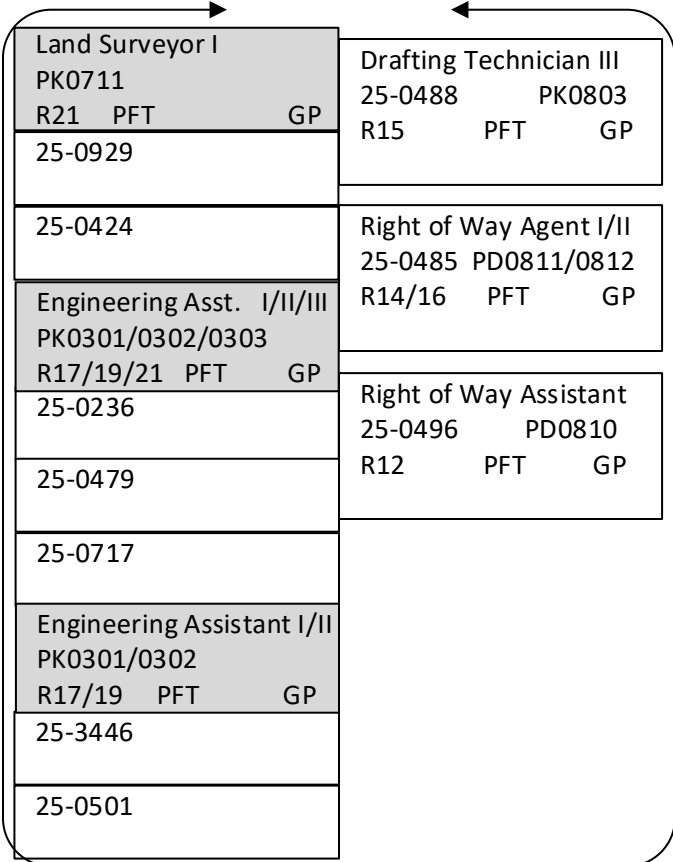 Land Surveyor I
PK0711
R21 PFT GP
25-0929
25-0424
Engineering Asst. I/II/III
PK0301/0302/0303
R17/19/21 PFT GP
25-0236
25-0479
25-0717
Engineering Assistant I/II
PK0301/0302
R17/19 PFT GP
25-3446
25-0501
Drafting Technician III
25-0488 PK0803
R15 PFT GP
Right of Way Agent I/II
25-0485 PD0811/0812
R14/16 PFT GP
Right of Way Assistant
25-0496 PD0810
R12 PFT GP